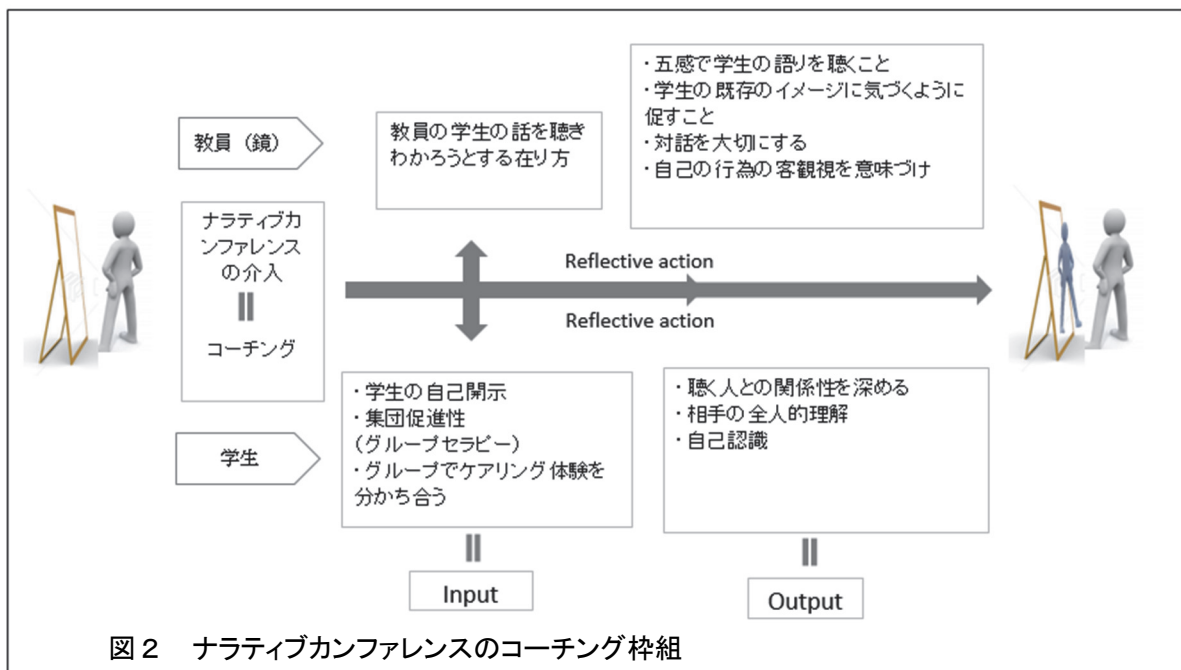 教員（鏡）
教員の学生の話を聴き
わかろうとする在り方
・五感で学生の語りを聴くこと
・学生の既存のイメージに気づくように
促すこと
・対話を大切にする
・自己の行為の客観視を意味づけ
ナラティブカ
ンファレンス
の介入
||
コーチング
Reflective action
Reflective action
学生
・学生の自己開示
・集団促進性
（グループセラピー）
・グループでケアリング体験を
分かち合う
・聴く人との関係性を深める
・相手の全人的理解
・自己認識
||
Input
||
Output
図２　ナラティブカンファレンスのコーチング枠組